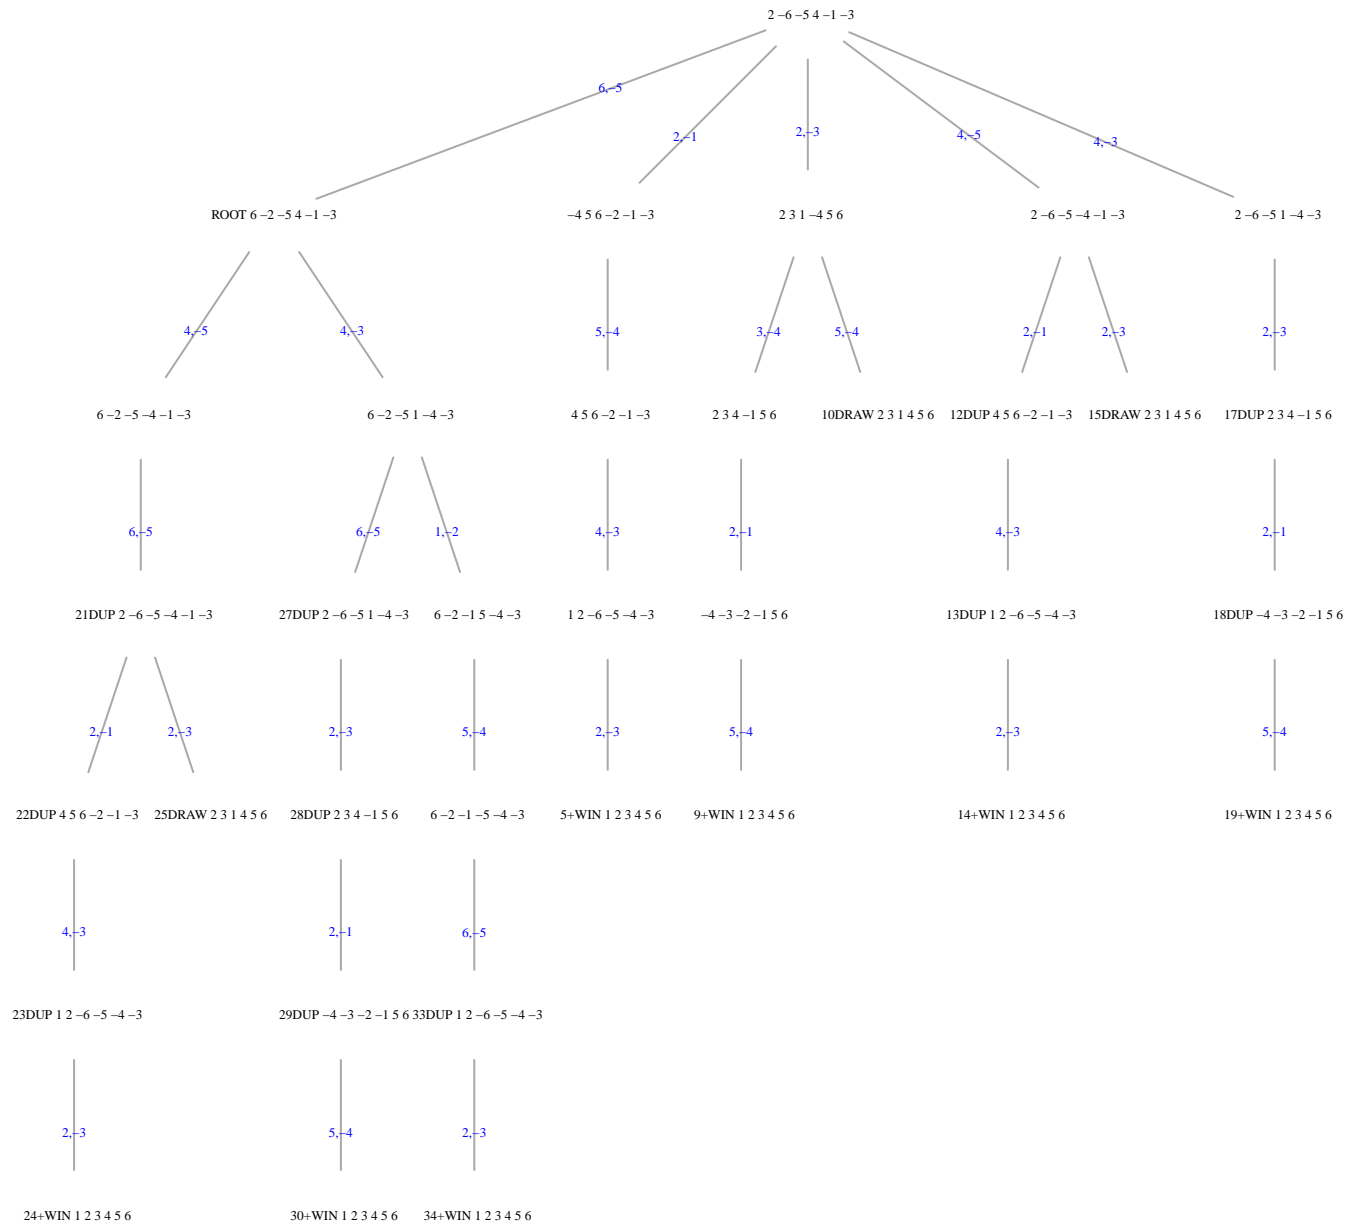 2 −6 −5 4 −1 −3
6,−5
2,−1
2,−3
4,−5
4,−3
ROOT 6 −2 −5 4 −1 −3
−4 5 6 −2 −1 −3
2 3 1 −4 5 6
2 −6 −5 −4 −1 −3
2 −6 −5 1 −4 −3
4,−5
4,−3
5,−4
3,−4
5,−4
2,−1
2,−3
2,−3
6 −2 −5 −4 −1 −3
6 −2 −5 1 −4 −3
4 5 6 −2 −1 −3
2 3 4 −1 5 6
10DRAW 2 3 1 4 5 6
12DUP 4 5 6 −2 −1 −3
15DRAW 2 3 1 4 5 6
17DUP 2 3 4 −1 5 6
6,−5
6,−5
1,−2
4,−3
2,−1
4,−3
2,−1
21DUP 2 −6 −5 −4 −1 −3
27DUP 2 −6 −5 1 −4 −3
6 −2 −1 5 −4 −3
1 2 −6 −5 −4 −3
−4 −3 −2 −1 5 6
13DUP 1 2 −6 −5 −4 −3
18DUP −4 −3 −2 −1 5 6
2,−1
2,−3
2,−3
5,−4
2,−3
5,−4
2,−3
5,−4
22DUP 4 5 6 −2 −1 −3
25DRAW 2 3 1 4 5 6
28DUP 2 3 4 −1 5 6
6 −2 −1 −5 −4 −3
5+WIN 1 2 3 4 5 6
9+WIN 1 2 3 4 5 6
14+WIN 1 2 3 4 5 6
19+WIN 1 2 3 4 5 6
4,−3
2,−1
6,−5
23DUP 1 2 −6 −5 −4 −3
29DUP −4 −3 −2 −1 5 6
33DUP 1 2 −6 −5 −4 −3
2,−3
5,−4
2,−3
24+WIN 1 2 3 4 5 6
30+WIN 1 2 3 4 5 6
34+WIN 1 2 3 4 5 6